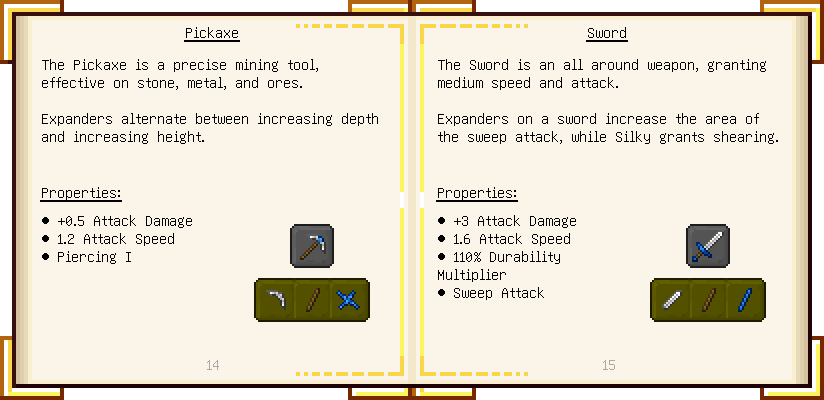 Pickaxe
The Pickaxe is a precise mining tool,
effective on stone, metal, and ores.
Expanders alternate between increasing depth
and increasing height.
Properties:
● +0.5 Attack Damage
● 1.2 Attack Speed
● Piercing I
14
Sword
The Sword is an all around weapon, granting
medium speed and attack.
Expanders on a sword increase the area of
the sweep attack, while Silky grants shearing.
Properties:
● +3 Attack Damage
● 1.6 Attack Speed
● 110% Durability
Multiplier
● Sweep Attack
15